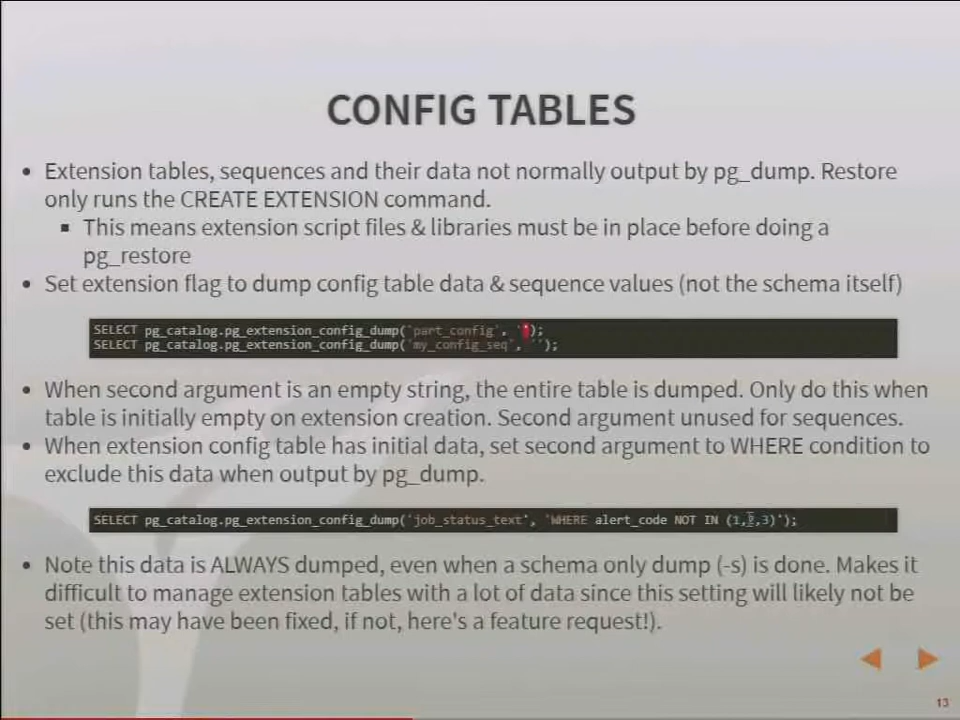 CONFIG TABLES
• Extension tables, sequences and their data not normally output by pg_dump. Restore
only runs the CREATE EXTENSION command.
▪ This means extension script files & libraries must be in place before doing a
pg_restore
• Set extension flag to dump config table data & sequence values (not the schema itself)
SELECT pg_catalog.pg_extension_config_dump('part_config', '');
SELECT pg_catalog.pg_extension_config_dump('my_config_seq', '');
• When second argument is an empty string, the entire table is dumped. Only do this when
table is initially empty on extension creation. Second argument unused for sequences.
• When extension config table has initial data, set second argument to WHERE condition to
exclude this data when output by pg_dump.
SELECT pg_catalog.pg_extension_config_dump('job_status_text', 'WHERE alert_code NOT IN (1,2,3)');
• Note this data is ALWAYS dumped, even when a schema only dump (-s) is done. Makes it
difficult to manage extension tables with a lot of data since this setting will likely not be
set (this may have been fixed, if not, here's a feature request!).
13